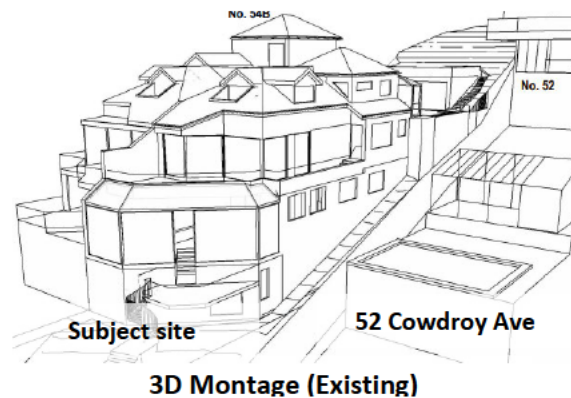 No. 54B
No. 52
Subject site
52 Cowdroy Ave
3D Montage (Existing)